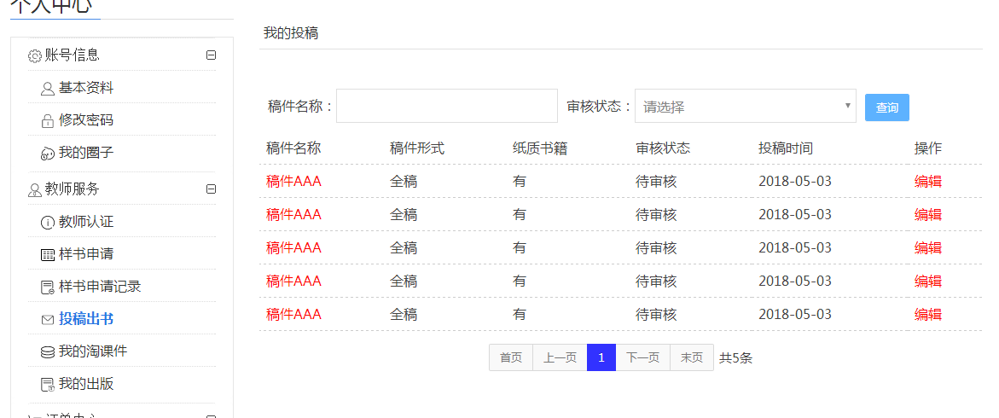 个人中心
账号信息
基本资料
修改密码
我的圈子
教师服务
教师认证
样书申请
样书申请记录
投稿出书
我的淘课件
我的出版
订单中心
我的投稿
稿件名称： 审核状态： 请选择 查询
稿件名称 稿件形式 纸质书籍 审核状态 投稿时间 操作
稿件AAA 全稿 有 待审核 2018-05-03 编辑
稿件AAA 全稿 有 待审核 2018-05-03 编辑
稿件AAA 全稿 有 待审核 2018-05-03 编辑
稿件AAA 全稿 有 待审核 2018-05-03 编辑
稿件AAA 全稿 有 待审核 2018-05-03 编辑
首页 上一页 1 下一页 末页 共5条